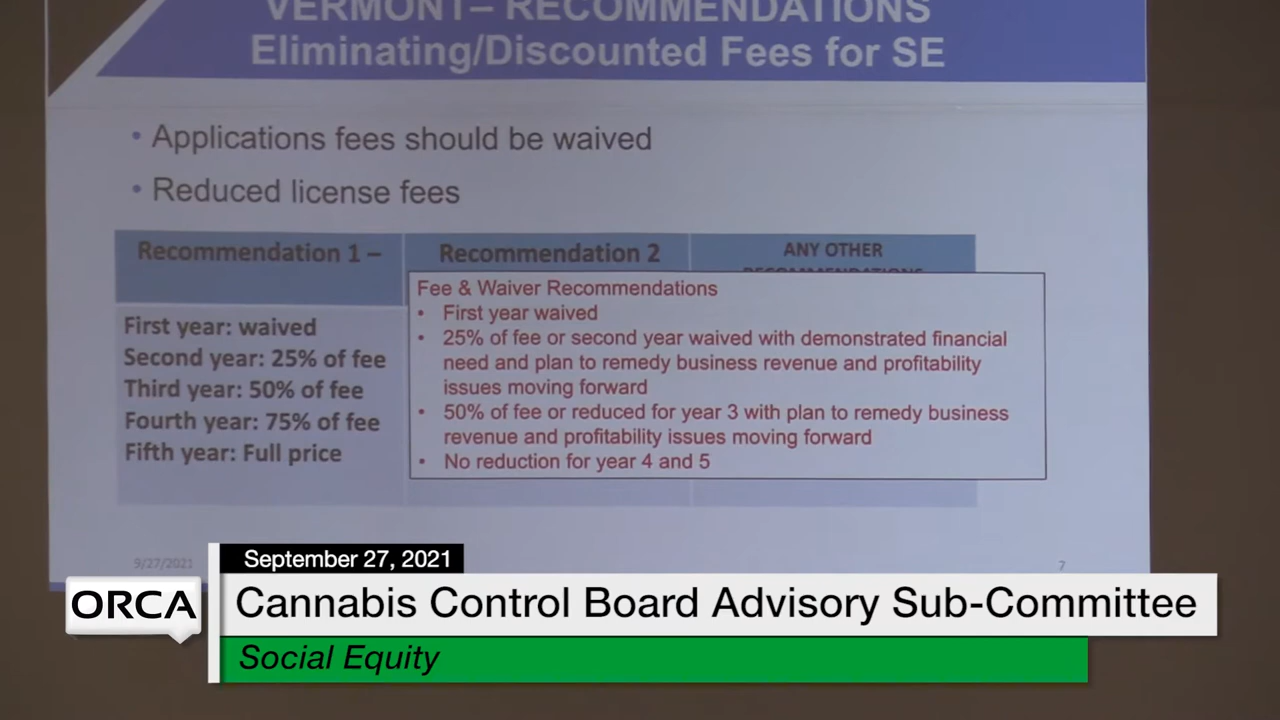 VERMONT– RECOMMENDATIONS
Eliminating/Discounted Fees for SE
• Applications fees should be waived
• Reduced license fees
Recommendation 1 –
Recommendation 2
ANY OTHER
RECOMMENDATIONS
First year: waived
Second year: 25% of fee
Third year: 50% of fee
Fourth year: 75% of fee
Fifth year: Full price
Fee & Waiver Recommendations
• First year waived
• 25% of fee or second year waived with demonstrated financial
need and plan to remedy business revenue and profitability
issues moving forward
• 50% of fee or reduced for year 3 with plan to remedy business
revenue and profitability issues moving forward
• No reduction for year 4 and 5
9/27/2021
7
September 27, 2021
ORCA
Cannabis Control Board Advisory Sub-Committee
Social Equity